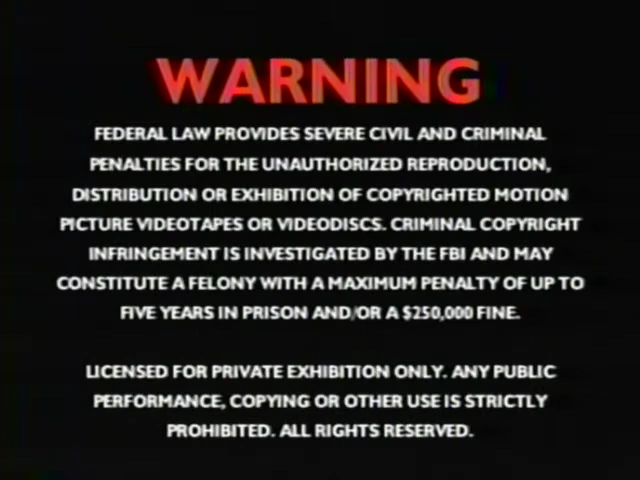 WARNING
FEDERAL LAW PROVIDES SEVERE CIVIL AND CRIMINAL
PENALTIES FOR THE UNAUTHORIZED REPRODUCTION,
DISTRIBUTION OR EXHIBITION OF COPYRIGHTED MOTION
PICTURE VIDEOTAPES OR VIDEODISCS. CRIMINAL COPYRIGHT
INFRINGEMENT IS INVESTIGATED BY THE FBI AND MAY
CONSTITUTE A FELONY WITH A MAXIMUM PENALTY OF UP TO
FIVE YEARS IN PRISON AND/OR A $250,000 FINE.
LICENSED FOR PRIVATE EXHIBITION ONLY. ANY PUBLIC
PERFORMANCE, COPYING OR OTHER USE IS STRICTLY
PROHIBITED. ALL RIGHTS RESERVED.